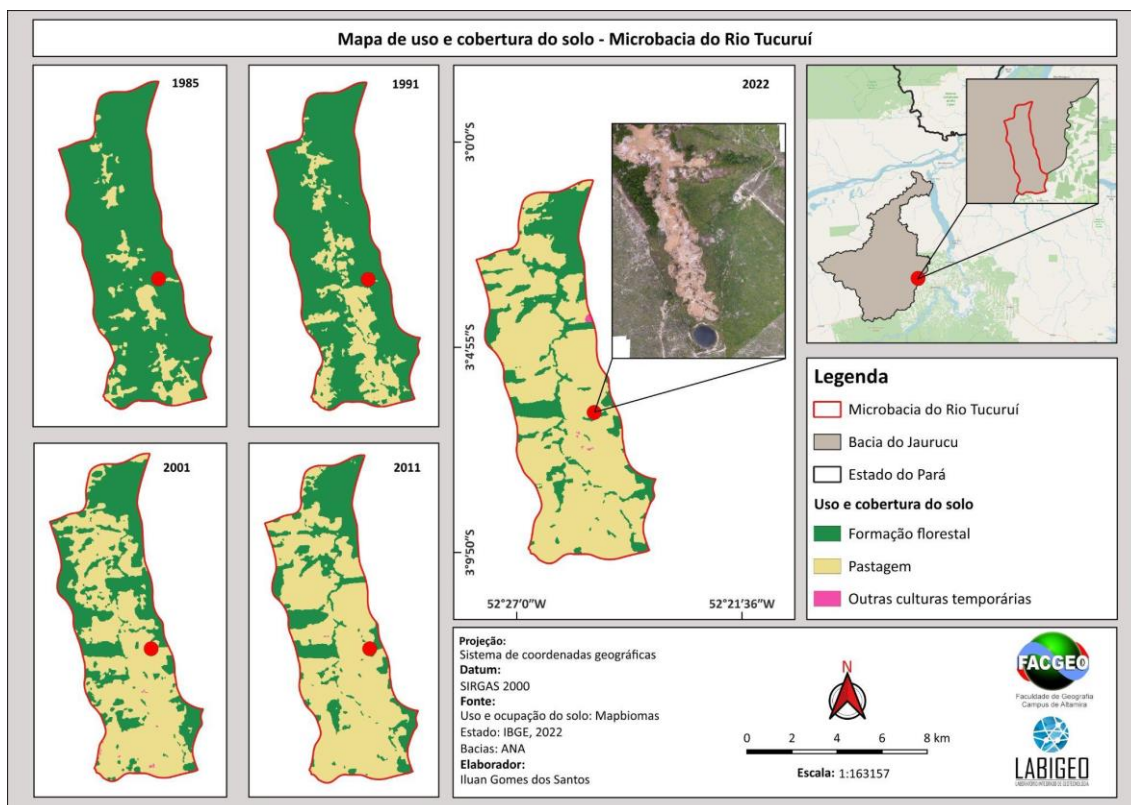 Mapa de uso e cobertura do solo - Microbacia do Rio Tucuruí
1985
1991
2022
3°0'0"S
3°4'55"S
3°9'50"S
52°27'0"W
52°21'36"W
2001
2011
Legenda
Microbacia do Rio Tucuruí
Bacia do Jaurucu
Estado do Pará
Uso e cobertura do solo
Formação florestal
Pastagem
Outras culturas temporárias
Projeção:
Sistema de coordenadas geográficas
Datum:
SIRGAS 2000
Fonte:
Uso e ocupação do solo: Mapbiomas
Estado: IBGE, 2022
Bacias: ANA
Elaborador:
Iluan Gomes dos Santos
N
0 2 4 6 8 km
Escala: 1:163157
FACGEO
Faculdade de Geografia
Campus de Altamira
LABIGEO